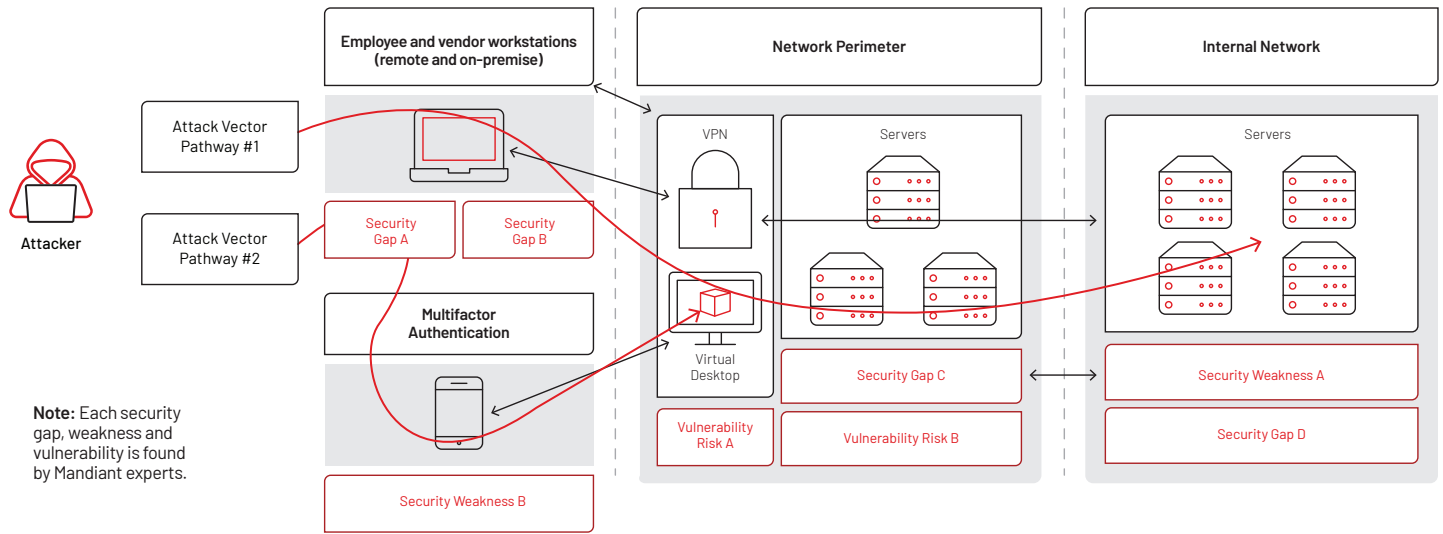 Employee and vendor workstations
(remote and on-premise)
Network Perimeter
Internal Network
Attack Vector
Pathway #1
Attacker
Attack Vector
Pathway #2
Security
Gap A
Security
Gap B
Multifactor
Authentication
Security Weakness B
VPN
Virtual
Desktop
Vulnerability
Risk A
Servers
Security Gap C
Vulnerability Risk B
Servers
Security Weakness A
Security Gap D
Note: Each security
gap, weakness and
vulnerability is found
by Mandiant experts.